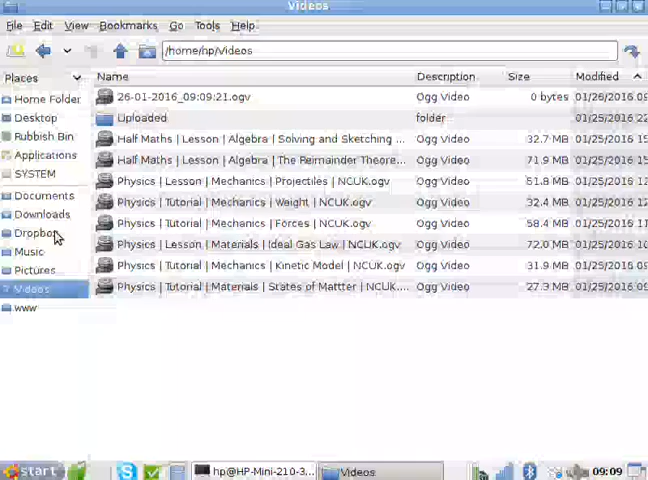 Videos
File Edit View Bookmarks Go Tools Help
/home/hp/Videos
Places Name Description Size Modified
Home Folder 26-01-2016_09:09:21.ogv Ogg Video 0 bytes 01/26/2016 09
Desktop Uploaded folder 01/25/2016 22
Rubbish Bin Half Maths | Lesson | Algebra | Solving and Sketching ... Ogg Video 32.7 MB 01/25/2016 15
Applications Half Maths | Lesson | Algebra | The Remainder Theore... Ogg Video 71.9 MB 01/25/2016 15
SYSTEM Physics | Lesson | Mechanics | Projectiles | NCUK.ogv Ogg Video 51.8 MB 01/25/2016 12
Documents Physics | Tutorial | Mechanics | Weight | NCUK.ogv Ogg Video 32.4 MB 01/25/2016
Downloads Physics | Tutorial | Mechanics | Forces | NCUK.ogv Ogg Video 58.4 MB 01/25/2016
Dropbox Physics | Lesson | Materials | Ideal Gas Law | NCUK.ogv Ogg Video 72.0 MB 01/25/2016 10
Music Physics | Tutorial | Mechanics | Kinetic Model | NCUK.ogv Ogg Video 31.9 MB 01/25/2016 09
Pictures Physics | Tutorial | Materials | States of Mattter | NCUK.... Ogg Video 27.3 MB 01/25/2016 09
Videos
www
start hp@HP-Mini-210-3... Videos 09:09